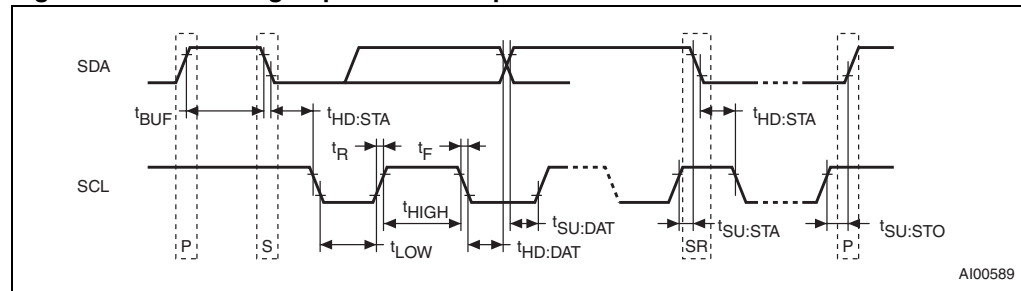 SDA
tBUF
tHD:STA
tHD:STA
tR
tF
SCL
tHIGH
tSU:DAT
tSU:STA
tSU:STO
P
S
tLOW
tHD:DAT
SR
P
AI00589